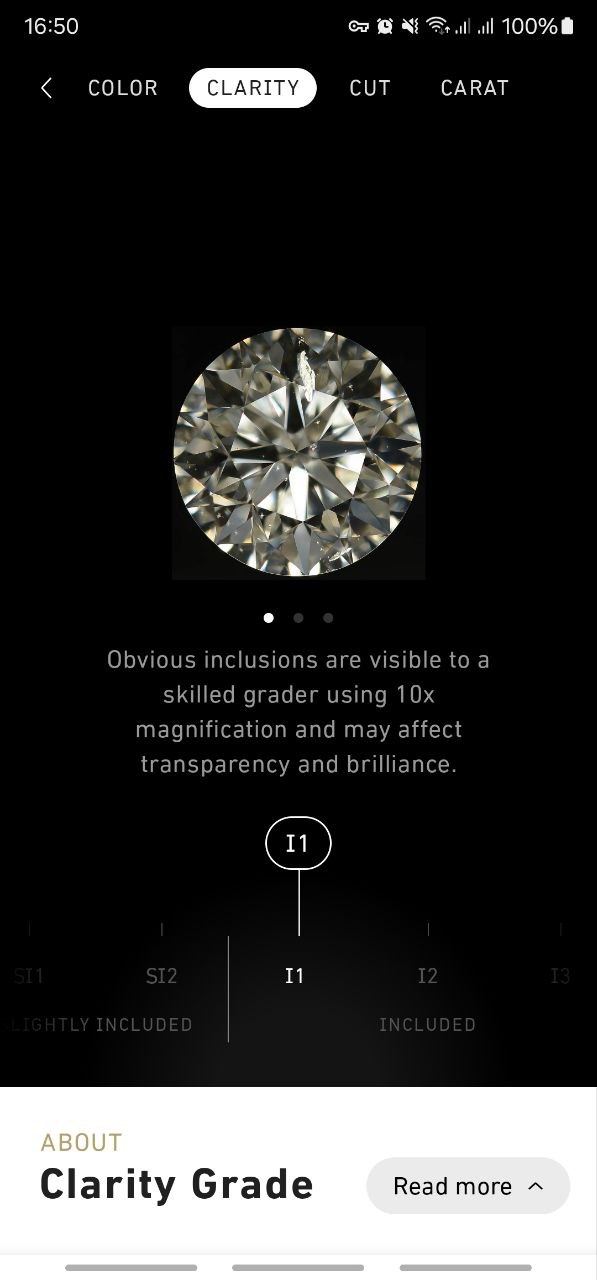 16:50 100%
COLOR CLARITY CUT CARAT
Obvious inclusions are visible to a
skilled grader using 10x
magnification and may affect
transparency and brilliance.
I1
SI1 SI2 I1 I2 I3
LIGHTLY INCLUDED INCLUDED
ABOUT
Clarity Grade
Read more